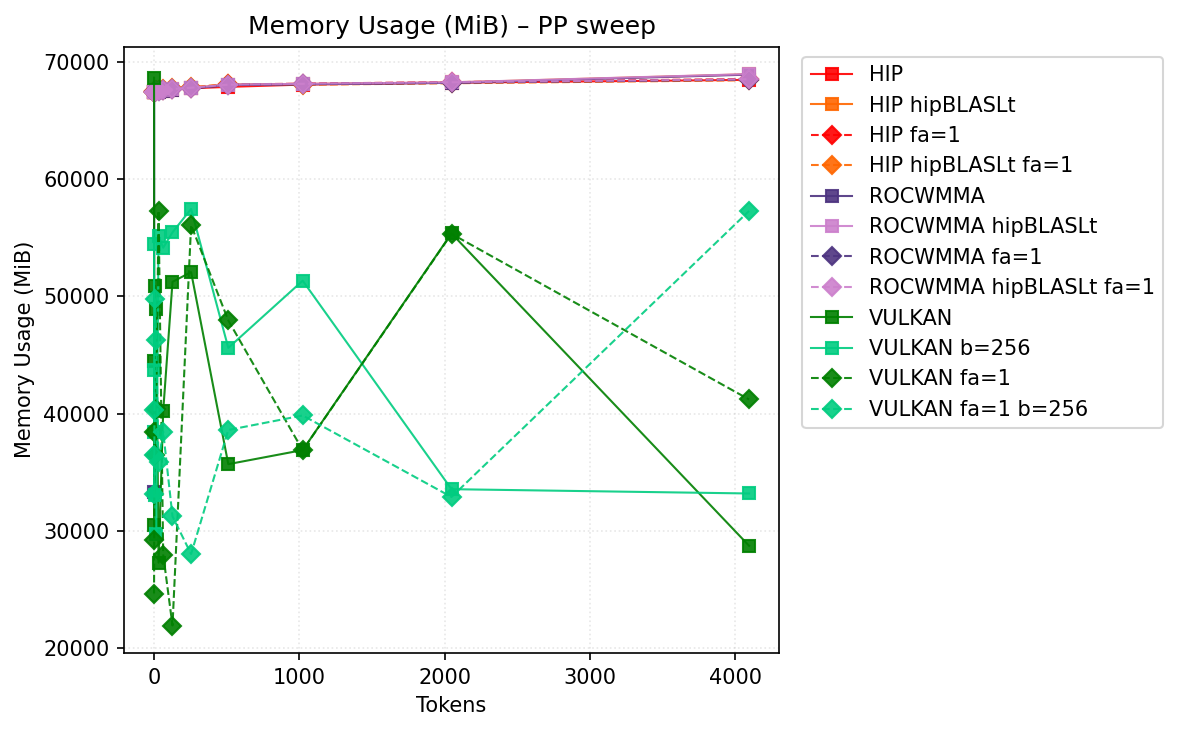 Memory Usage (MiB) – PP sweep
Memory Usage (MiB)
70000
60000
50000
40000
30000
20000
0
1000
2000
3000
4000
Tokens
HIP
HIP hipBLASLt
HIP fa=1
HIP hipBLASLt fa=1
ROCWMMA
ROCWMMA hipBLASLt
ROCWMMA fa=1
ROCWMMA hipBLASLt fa=1
VULKAN
VULKAN b=256
VULKAN fa=1
VULKAN fa=1 b=256